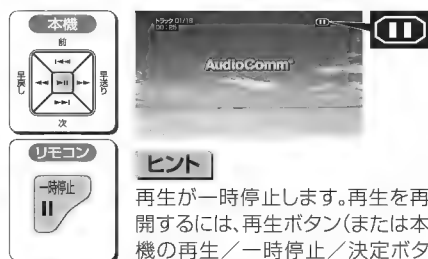 本機
前
早戻し
早送り
次
トラック 01/18
00:25
AudioComm
リモコン
一時停止
ヒント
再生が一時停止します。再生を再
開するには、再生ボタン(または本
機の再生／一時停止／決定ボタ